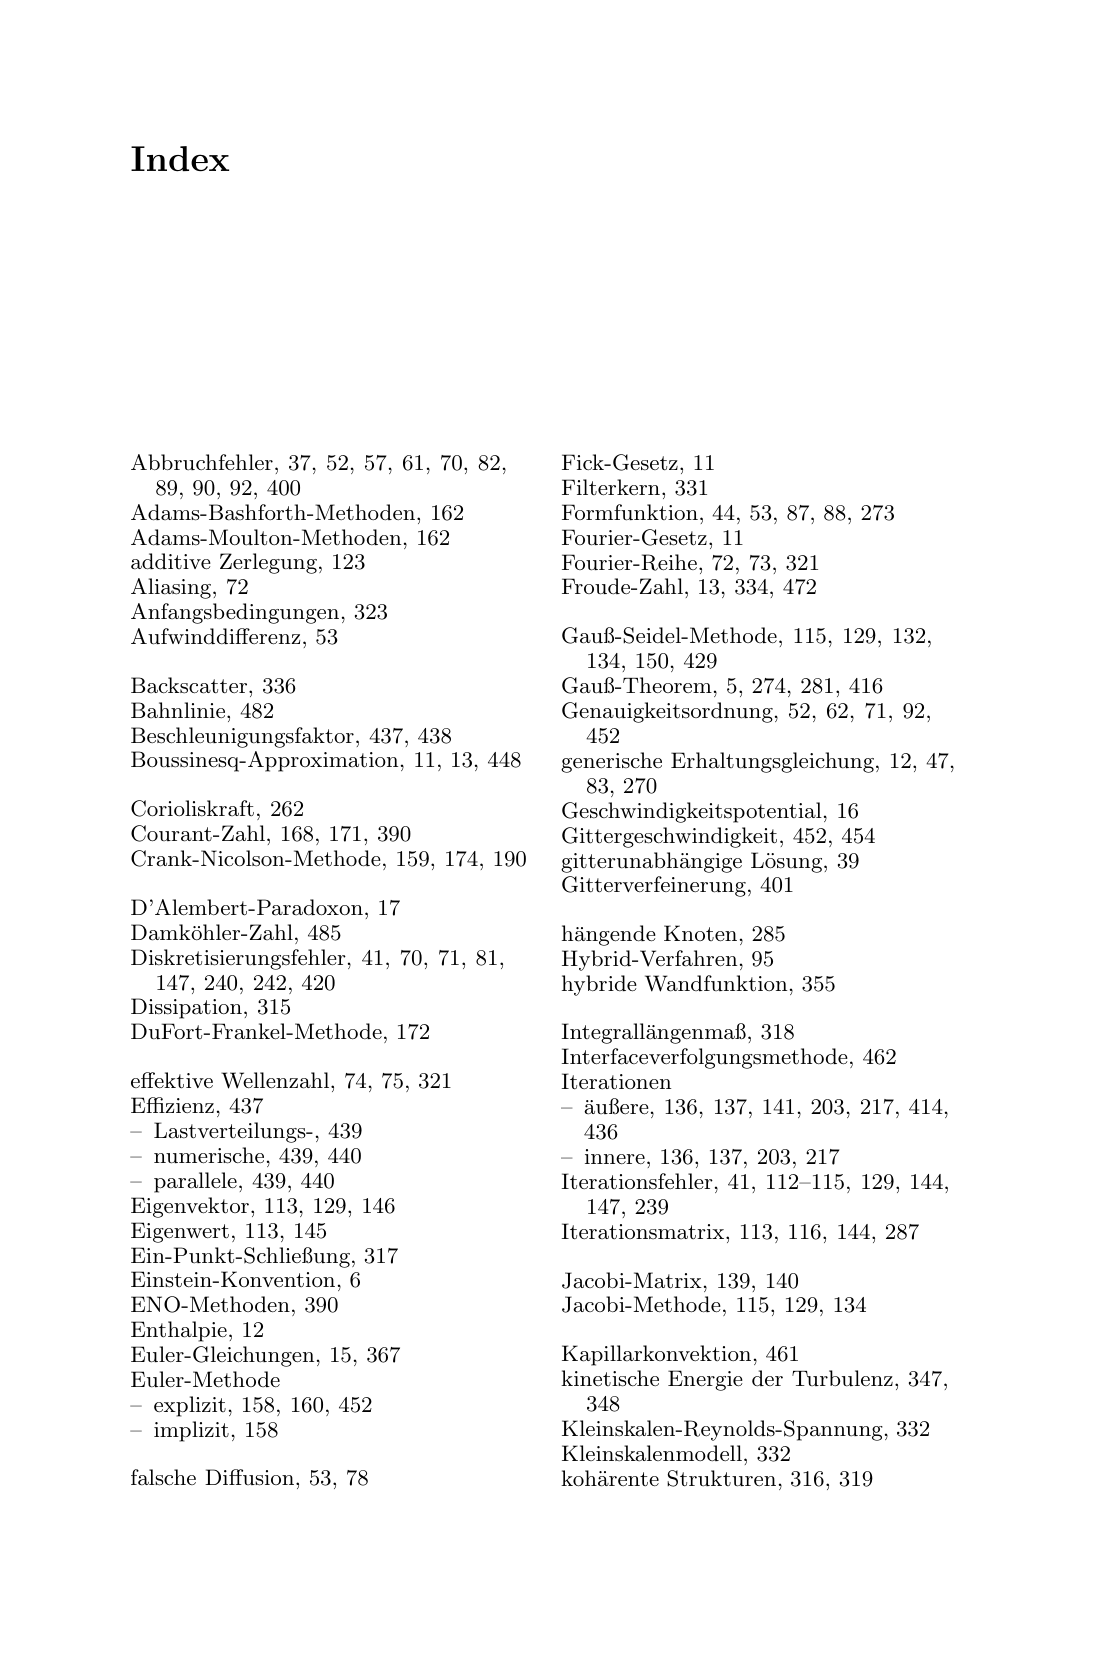 Index
Abbruchfehler, 37, 52, 57, 61, 70, 82,
89, 90, 92, 400
Adams-Bashforth-Methoden, 162
Adams-Moulton-Methoden, 162
additive Zerlegung, 123
Aliasing, 72
Anfangsbedingungen, 323
Aufwinddifferenz, 53
Backscatter, 336
Bahnlinie, 482
Beschleunigungsfaktor, 437, 438
Boussinesq-Approximation, 11, 13, 448
Corioliskraft, 262
Courant-Zahl, 168, 171, 390
Crank-Nicolson-Methode, 159, 174, 190
D'Alembert-Paradoxon, 17
Damköhler-Zahl, 485
Diskretisierungsfehler, 41, 70, 71, 81,
147, 240, 242, 420
Dissipation, 315
DuFort-Frankel-Methode, 172
effektive Wellenzahl, 74, 75, 321
Effizienz, 437
– Lastverteilungs-, 439
– numerische, 439, 440
– parallele, 439, 440
Eigenvektor, 113, 129, 146
Eigenwert, 113, 145
Ein-Punkt-Schließung, 317
Einstein-Konvention, 6
ENO-Methoden, 390
Enthalpie, 12
Euler-Gleichungen, 15, 367
Euler-Methode
– explizit, 158, 160, 452
– implizit, 158
falsche Diffusion, 53, 78
Fick-Gesetz, 11
Filterkern, 331
Formfunktion, 44, 53, 87, 88, 273
Fourier-Gesetz, 11
Fourier-Reihe, 72, 73, 321
Froude-Zahl, 13, 334, 472
Gauß-Seidel-Methode, 115, 129, 132,
134, 150, 429
Gauß-Theorem, 5, 274, 281, 416
Genauigkeitsordnung, 52, 62, 71, 92,
452
generische Erhaltungsgleichung, 12, 47,
83, 270
Geschwindigkeitspotential, 16
Gittergeschwindigkeit, 452, 454
gitterunabhängige Lösung, 39
Gitterverfeinerung, 401
hängende Knoten, 285
Hybrid-Verfahren, 95
hybride Wandfunktion, 355
Integrallängenmaß, 318
Interfaceverfolgungsmethode, 462
Iterationen
– äußere, 136, 137, 141, 203, 217, 414,
436
– innere, 136, 137, 203, 217
Iterationsfehler, 41, 112–115, 129, 144,
147, 239
Iterationsmatrix, 113, 116, 144, 287
Jacobi-Matrix, 139, 140
Jacobi-Methode, 115, 129, 134
Kapillarkonvektion, 461
kinetische Energie der Turbulenz, 347,
348
Kleinskalen-Reynolds-Spannung, 332
Kleinskalenmodell, 332
kohärente Strukturen, 316, 319